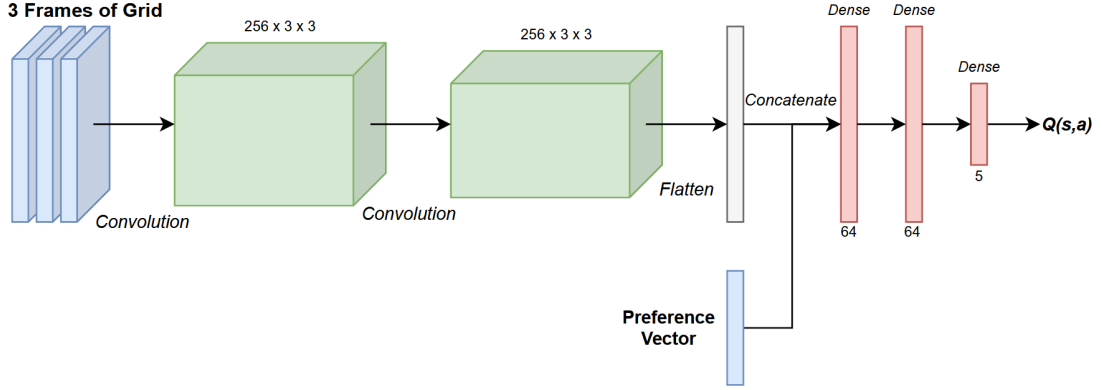 3 Frames of Grid
256 x 3 x 3
256 x 3 x 3
Dense
Dense
Dense
Concatenate
Q(s,a)
Convolution
Convolution
Flatten
5
64
64
Preference
Vector